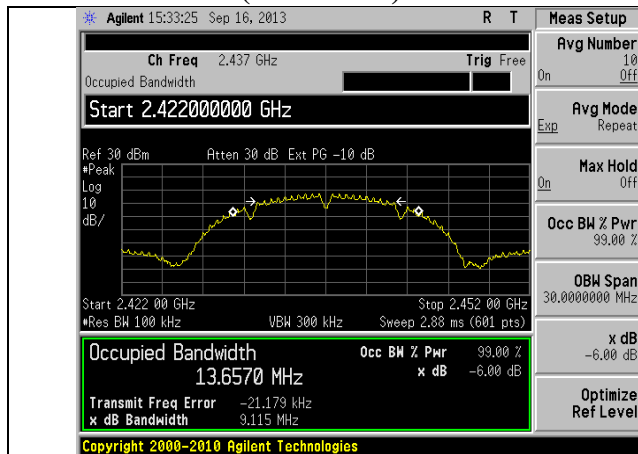 Agilent 15:33:25 Sep 16, 2013 R T
Meas Setup
Ch Freq 2.437 GHz Trig Free
Occupied Bandwidth
Start 2.422000000 GHz
Ref 30 dBm Atten 30 dB Ext PG -10 dB
#Peak
Log
10
dB/
Start 2.422 00 GHz Stop 2.452 00 GHz
#Res BW 100 kHz VBW 300 kHz Sweep 2.88 ms (601 pts)
Occupied Bandwidth Occ BW % Pwr 99.00 %
13.6570 MHz x dB -6.00 dB
Transmit Freq Error -21.179 kHz
x dB Bandwidth 9.115 MHz
Copyright 2000-2010 Agilent Technologies
Avg Number
10
On Off
Avg Mode
Exp Repeat
Max Hold
On Off
Occ BW % Pwr
99.00 %
OBW Span
30.0000000 MHz
x dB
-6.00 dB
Optimize
Ref Level